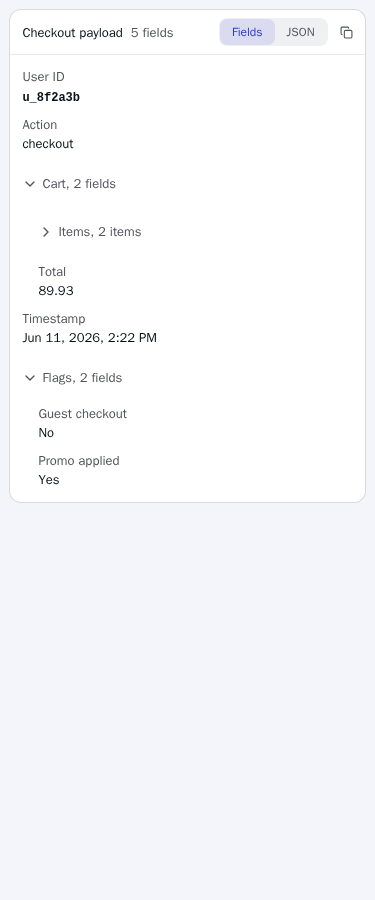 Checkout payload 5 fields Fields JSON
User ID
u_8f2a3b
Action
checkout
Cart, 2 fields
Items, 2 items
Total
89.93
Timestamp
Jun 11, 2026, 2:22 PM
Flags, 2 fields
Guest checkout
No
Promo applied
Yes